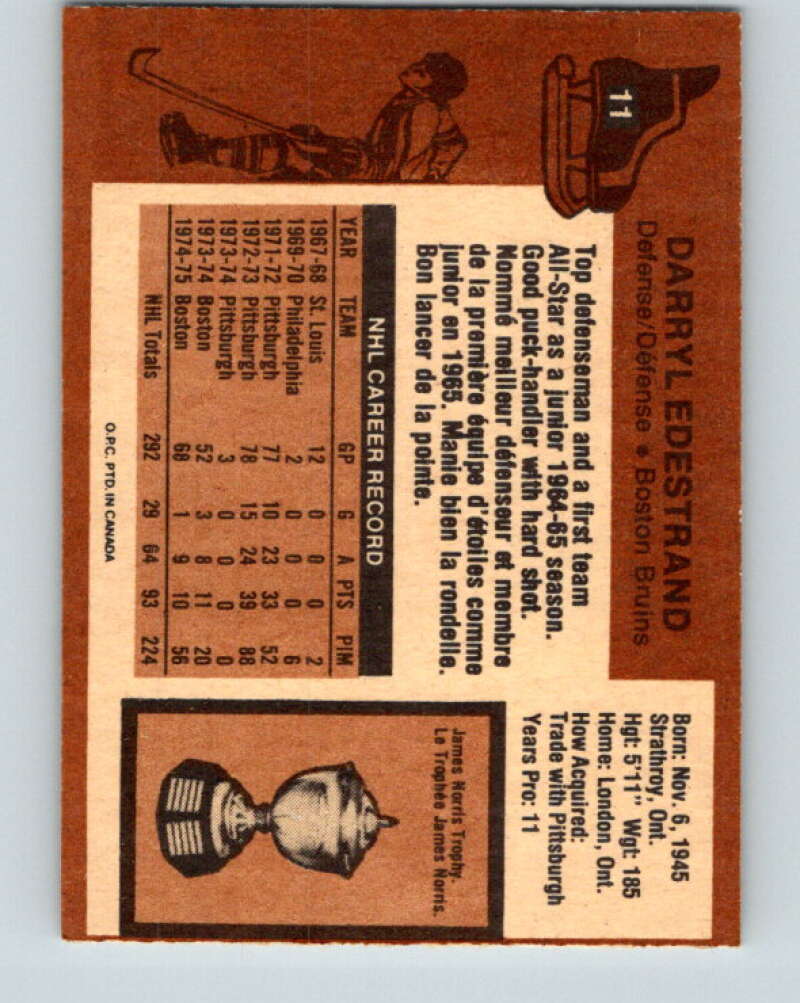 11
DARRYL EDESTRAND
Defense/Défense • Boston Bruins
Born: Nov. 6, 1945
Strathroy, Ont.
Hgt: 5'11" Wgt: 185
Home: London, Ont.
How Acquired:
Trade with Pittsburgh
Years Pro: 11
Top defenseman and a first team
All-Star as a junior 1964-65 season.
Good puck-handler with hard shot.
Nommé meilleur défenseur et membre
de la première équipe d'étoiles comme
junior en 1965. Manie bien la rondelle.
Bon lancer de la pointe.
NHL CAREER RECORD
YEAR TEAM GP G A PTS PIM
1967-68 St. Louis 12 0 0 0 2
1969-70 Philadelphia 2 0 0 0 6
1971-72 Pittsburgh 77 10 23 33 52
1972-73 Pittsburgh 78 15 24 39 88
1973-74 Pittsburgh 3 0 0 0 0
1973-74 Boston 52 3 8 11 20
1974-75 Boston 68 1 9 10 56
NHL Totals 292 29 64 93 224
James Norris Trophy.
Le Trophée James Norris.
O.P.C. PTD. IN CANADA